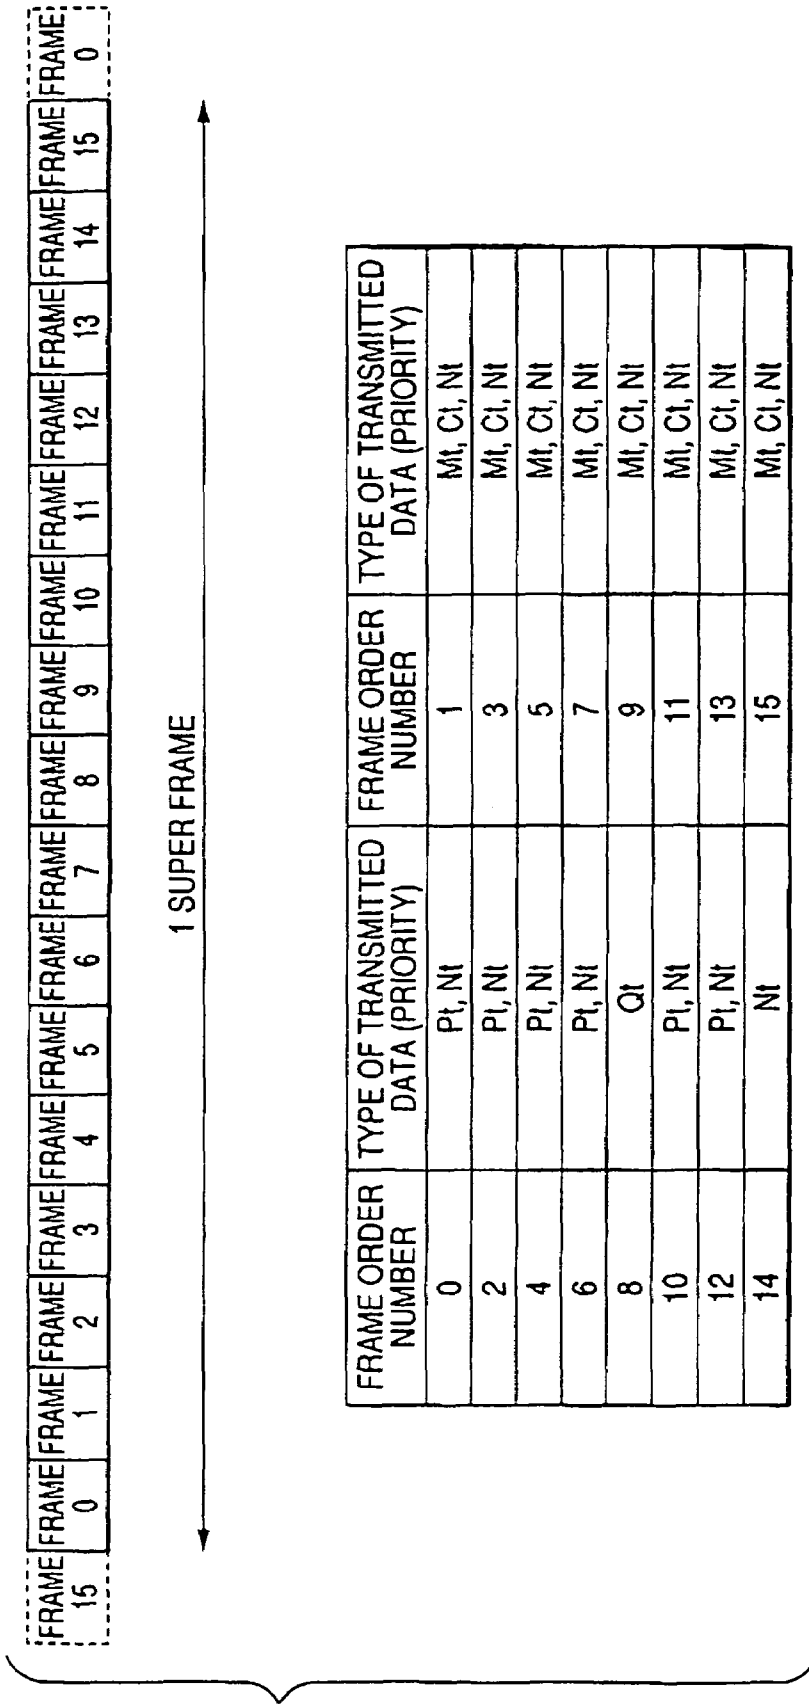 FRAME 15 FRAME 0 FRAME 1 FRAME 2 FRAME 3 FRAME 4 FRAME 5 FRAME 6 FRAME 7 FRAME 8 FRAME 9 FRAME 10 FRAME 11 FRAME 12 FRAME 13 FRAME 14 FRAME 15 FRAME 0
1 SUPER FRAME
FRAME ORDER NUMBER TYPE OF TRANSMITTED DATA (PRIORITY) FRAME ORDER NUMBER TYPE OF TRANSMITTED DATA (PRIORITY)
0 Pt, Nt 1 Mt, Ct, Nt
2 Pt, Nt 3 Mt, Ct, Nt
4 Pt, Nt 5 Mt, Ct, Nt
6 Pt, Nt 7 Mt, Ct, Nt
8 Qt 9 Mt, Ct, Nt
10 Pt, Nt 11 Mt, Ct, Nt
12 Pt, Nt 13 Mt, Ct, Nt
14 Nt 15 Mt, Ct, Nt